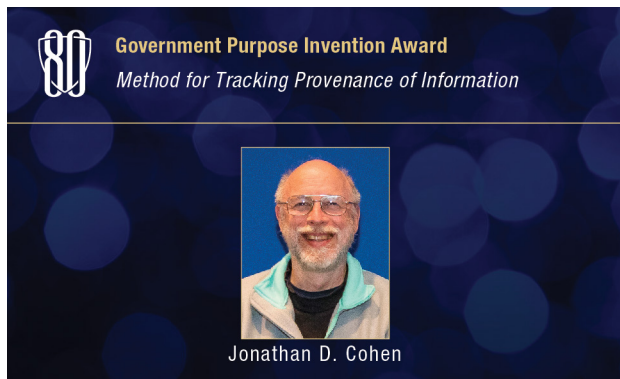 80
Government Purpose Invention Award
Method for Tracking Provenance of Information
Jonathan D. Cohen